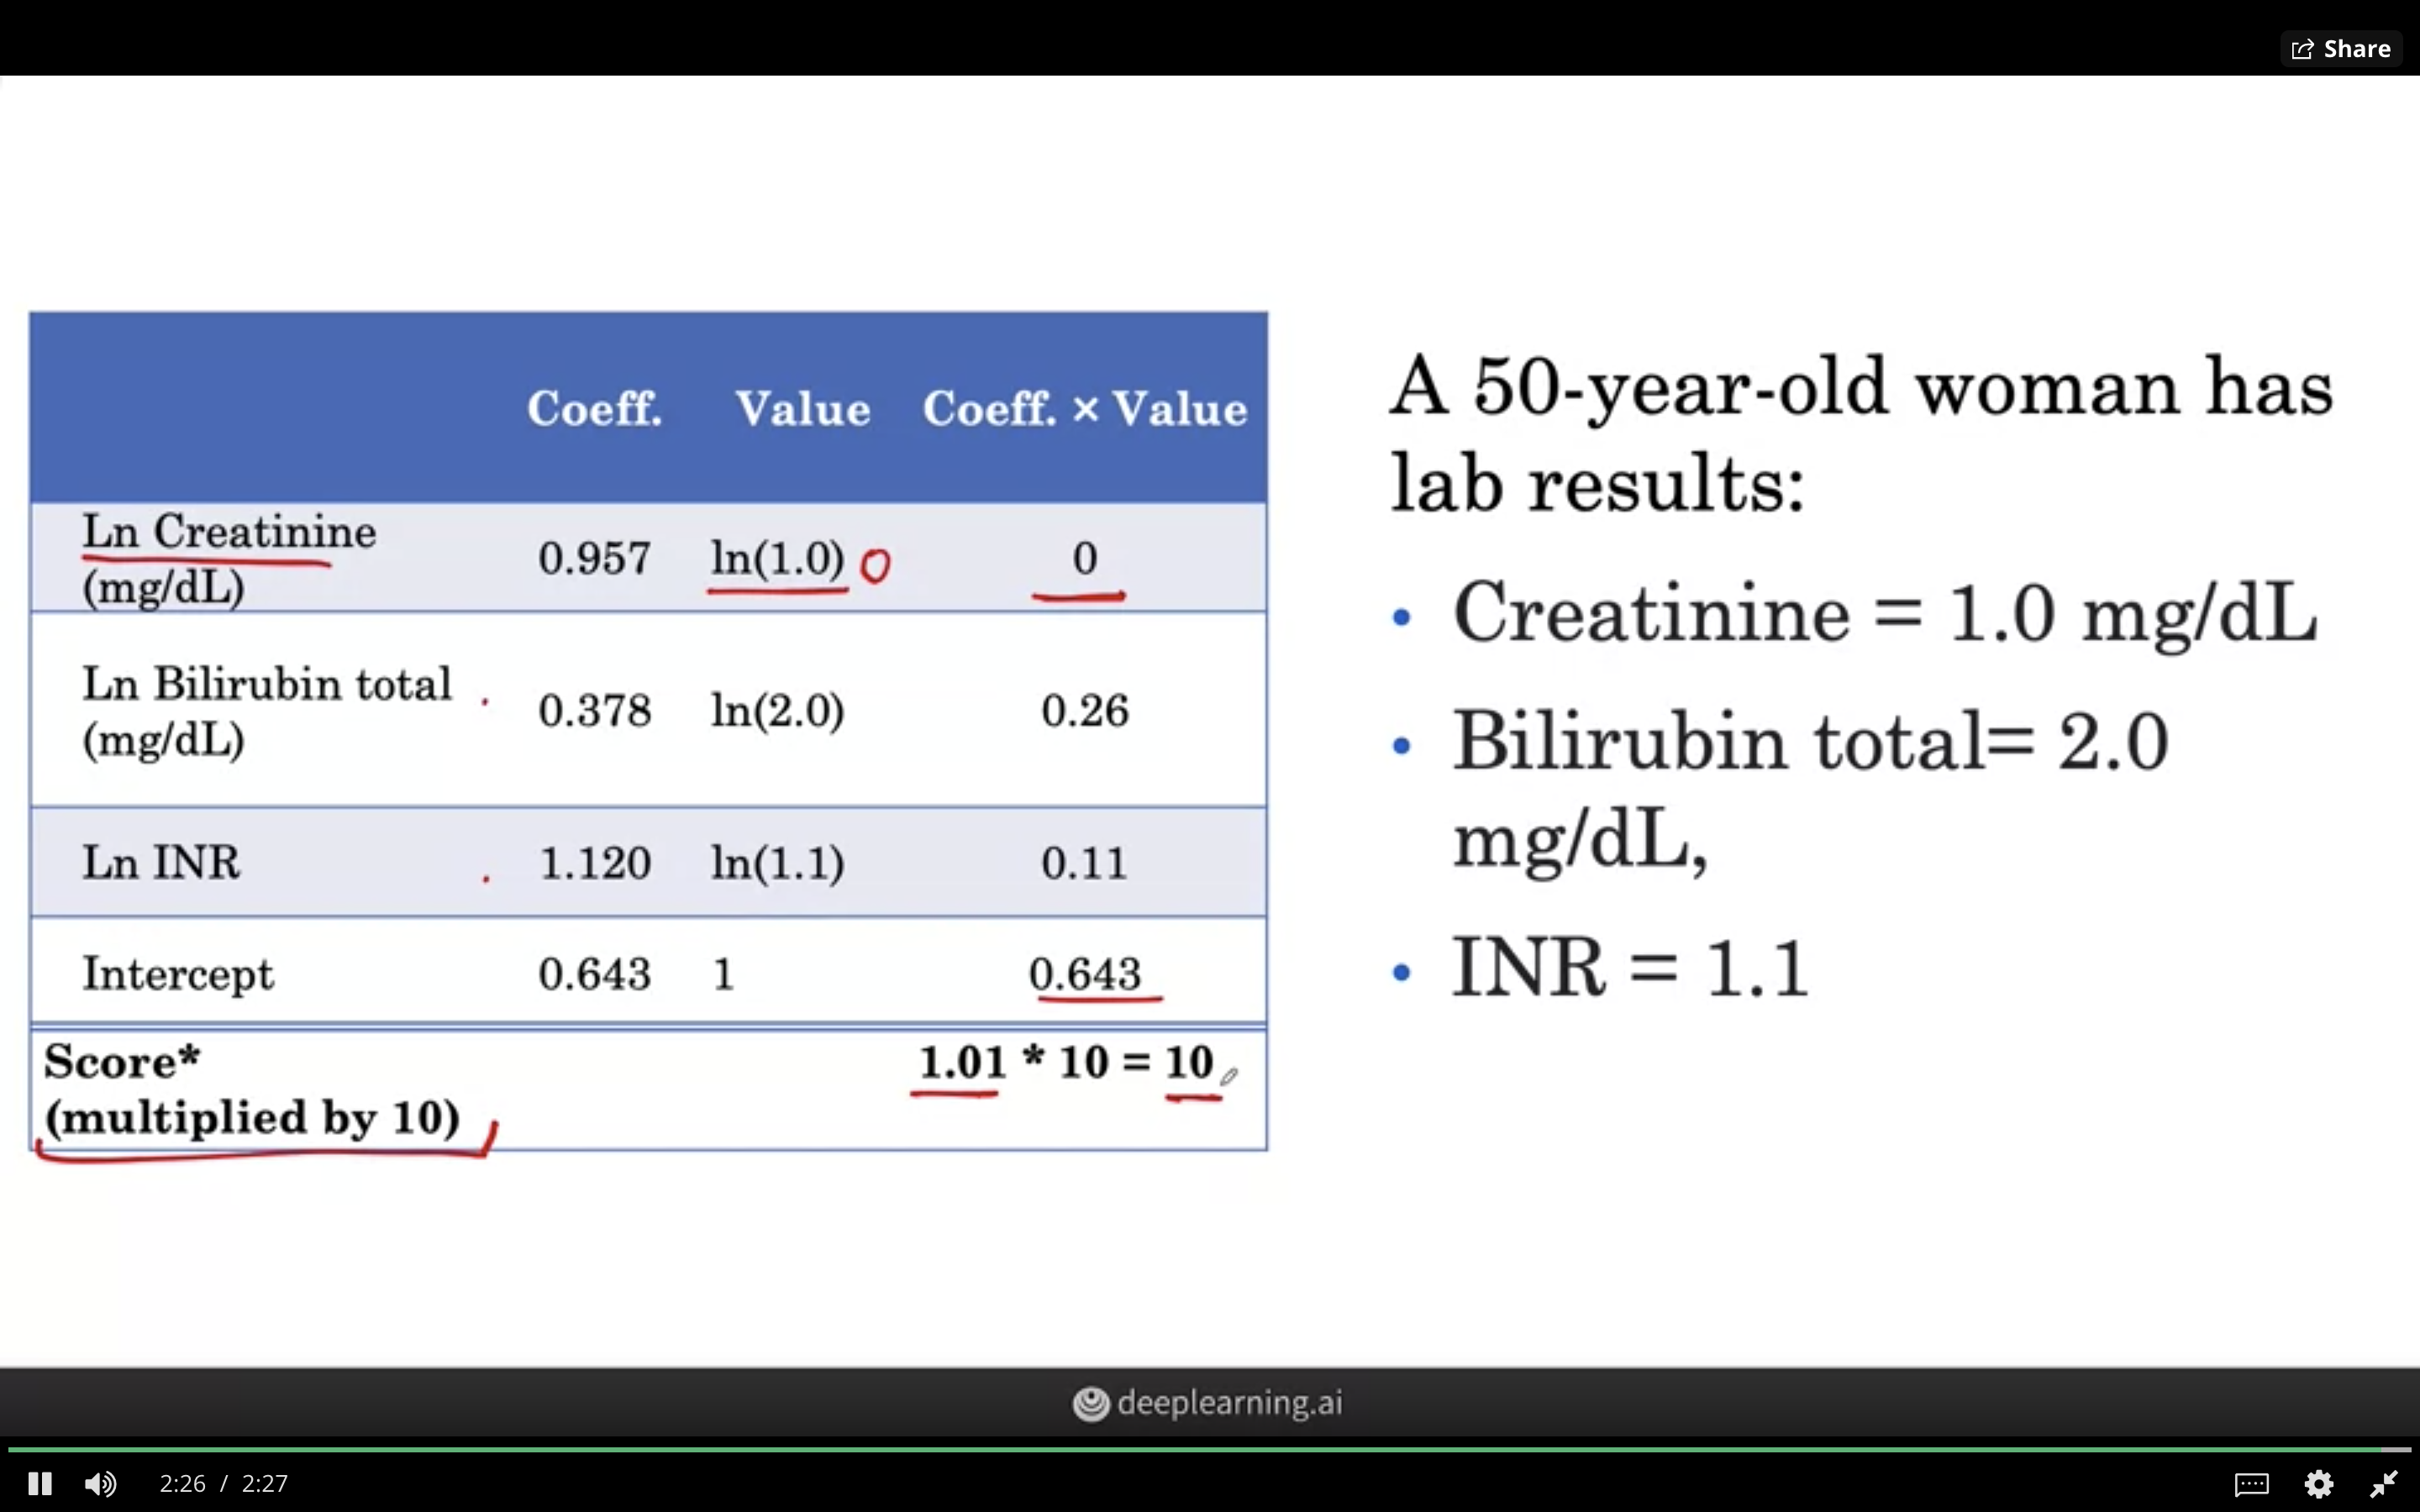 Share
Coeff. Value Coeff. × Value
Ln Creatinine
(mg/dL)
0.957 ln(1.0) 0 0
Ln Bilirubin total
(mg/dL)
0.378 ln(2.0) 0.26
Ln INR 1.120 ln(1.1) 0.11
Intercept 0.643 1 0.643
Score*
(multiplied by 10)
1.01 * 10 = 10
A 50-year-old woman has
lab results:
• Creatinine = 1.0 mg/dL
• Bilirubin total= 2.0
mg/dL,
• INR = 1.1
deeplearning.ai
2:26 / 2:27